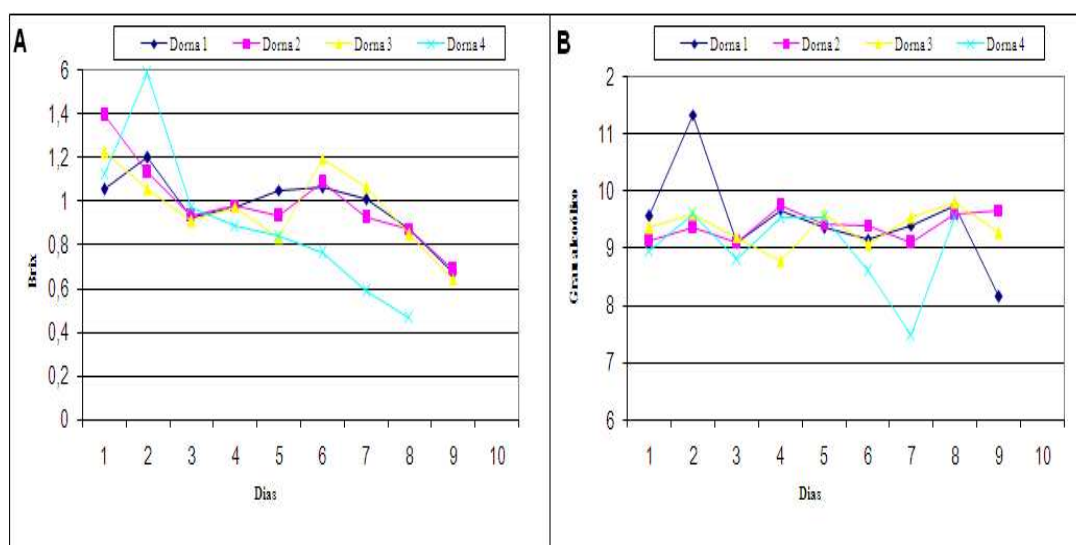 A
Dorna 1 Dorna 2 Dorna 3 Dorna 4
6
1,4
1,2
1
0,8
0,6
0,4
0,2
0
Brix
1 2 3 4 5 6 7 8 9 10
Dias
B
Dorna 1 Dorna 2 Dorna 3 Dorna 4
2
11
10
9
8
7
6
Grau alcoólico
1 2 3 4 5 6 7 8 9 10
Dias